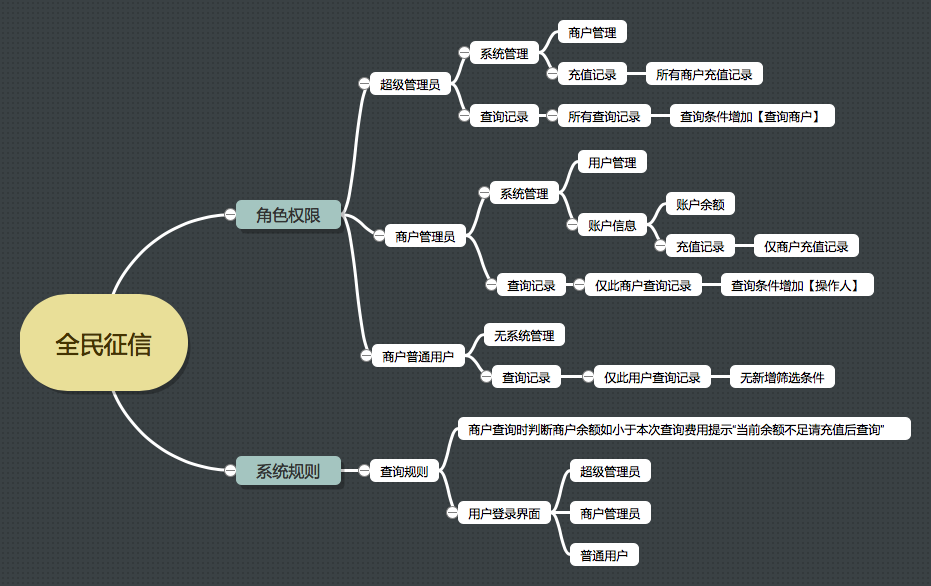 全民征信
角色权限
超级管理员
系统管理
商户管理
充值记录
所有商户充值记录
查询记录
所有查询记录
查询条件增加【查询商户】
商户管理员
系统管理
用户管理
账户信息
账户余额
充值记录
仅商户充值记录
查询记录
仅此商户查询记录
查询条件增加【操作人】
商户普通用户
无系统管理
查询记录
仅此用户查询记录
无新增筛选条件
系统规则
查询规则
商户查询时判断商户余额如小于本次查询费用提示“当前余额不足请充值后查询”
用户登录界面
超级管理员
商户管理员
普通用户